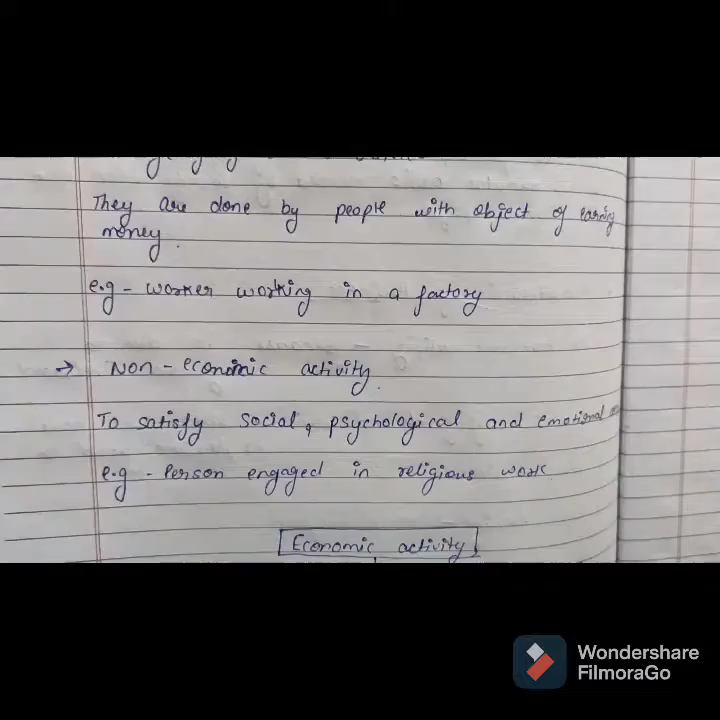 They are done by people with object of earning
money.
e.g - worker working in a factory
→ Non - economic activity.
To satisfy social, psychological and emotional
e.g - Person engaged in religious work
Economic activity
Wondershare
FilmoraGo